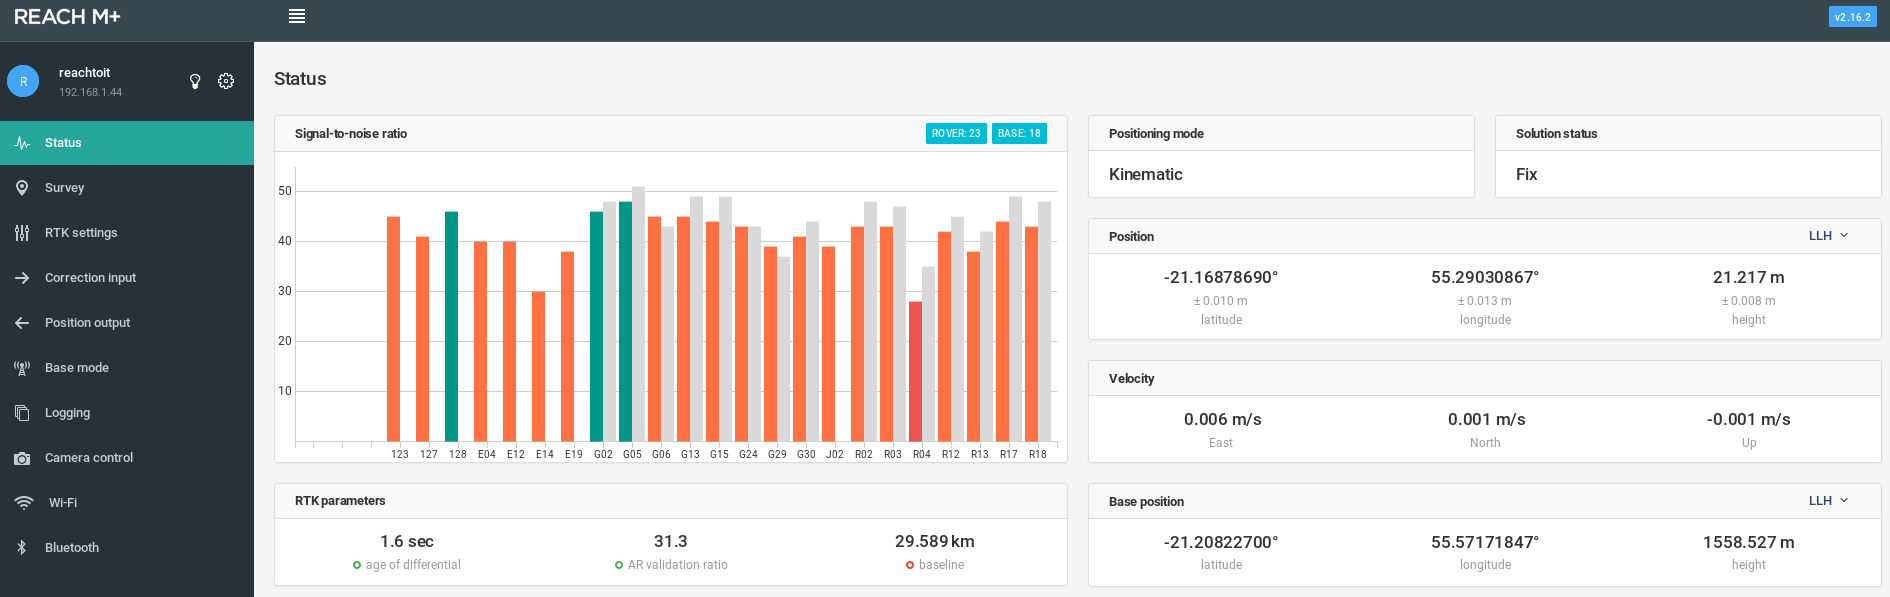 REACH M+
v2.16.2
R
reachtoit
192.168.1.44
Status
Survey
RTK settings
Correction input
Position output
Base mode
Logging
Camera control
Wi-Fi
Bluetooth
Status
Signal-to-noise ratio
ROVER: 23
BASE: 18
50
40
30
20
10
123 127 128 E04 E12 E14 E19 G02 G05 G06 G13 G15 G24 G29 G30 J02 R02 R03 R04 R12 R13 R17 R18
RTK parameters
1.6 sec 31.3 29.589 km
age of differential AR validation ratio baseline
Positioning mode
Kinematic
Solution status
Fix
Position LLH
-21.16878690° 55.29030867° 21.217 m
± 0.010 m ± 0.013 m ± 0.008 m
latitude longitude height
Velocity
0.006 m/s 0.001 m/s -0.001 m/s
East North Up
Base position LLH
-21.20822700° 55.57171847° 1558.527 m
latitude longitude height